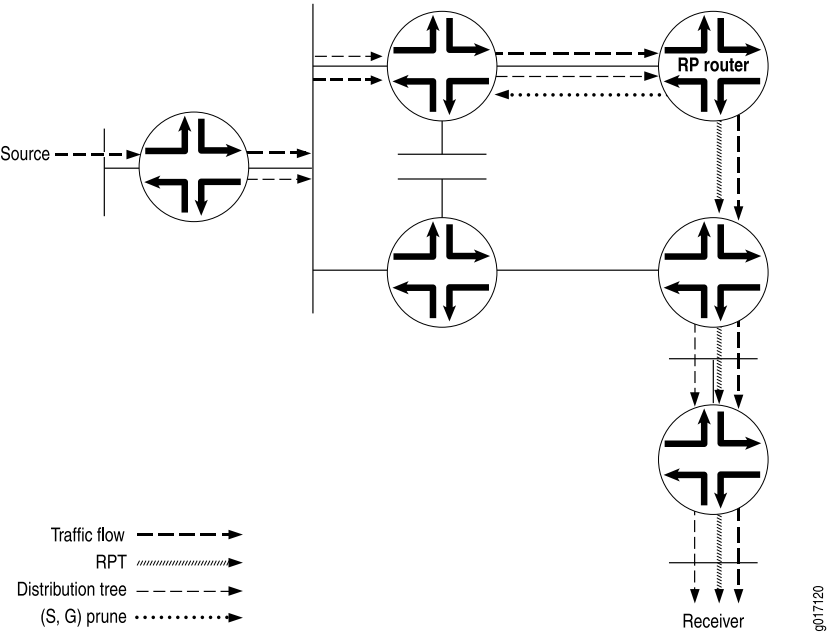 RP router
Source
Traffic flow
RPT
Distribution tree
(S, G) prune
Receiver
g017120